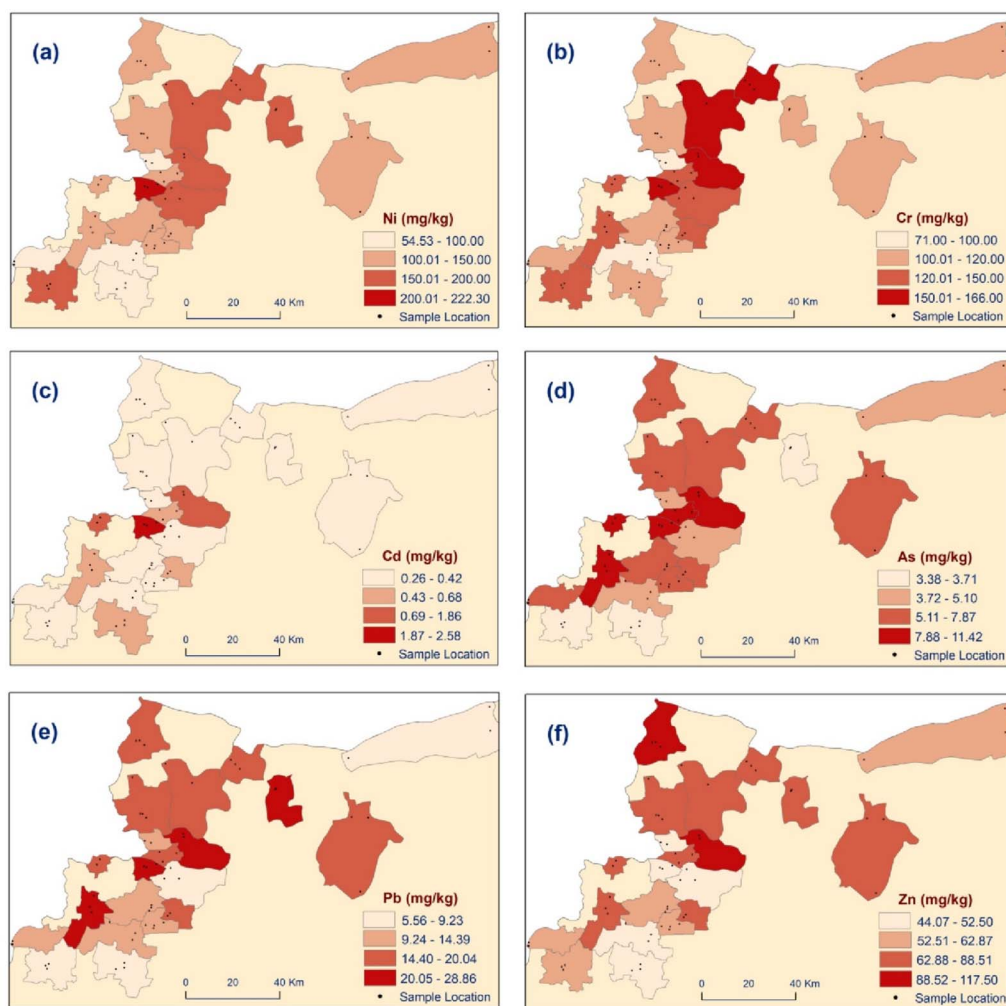 (a)
Ni (mg/kg)
54.53 - 100.00
100.01 - 150.00
150.01 - 200.00
200.01 - 222.30
Sample Location
0 20 40 Km
(b)
Cr (mg/kg)
71.00 - 100.00
100.01 - 120.00
120.01 - 150.00
150.01 - 166.00
Sample Location
0 20 40 Km
(c)
Cd (mg/kg)
0.26 - 0.42
0.43 - 0.68
0.69 - 1.86
1.87 - 2.58
Sample Location
0 20 40 Km
(d)
As (mg/kg)
3.38 - 3.71
3.72 - 5.10
5.11 - 7.87
7.88 - 11.42
Sample Location
0 20 40 Km
(e)
Pb (mg/kg)
5.56 - 9.23
9.24 - 14.39
14.40 - 20.04
20.05 - 28.86
Sample Location
0 20 40 Km
(f)
Zn (mg/kg)
44.07 - 52.50
52.51 - 62.87
62.88 - 88.51
88.52 - 117.50
Sample Location
0 20 40 Km